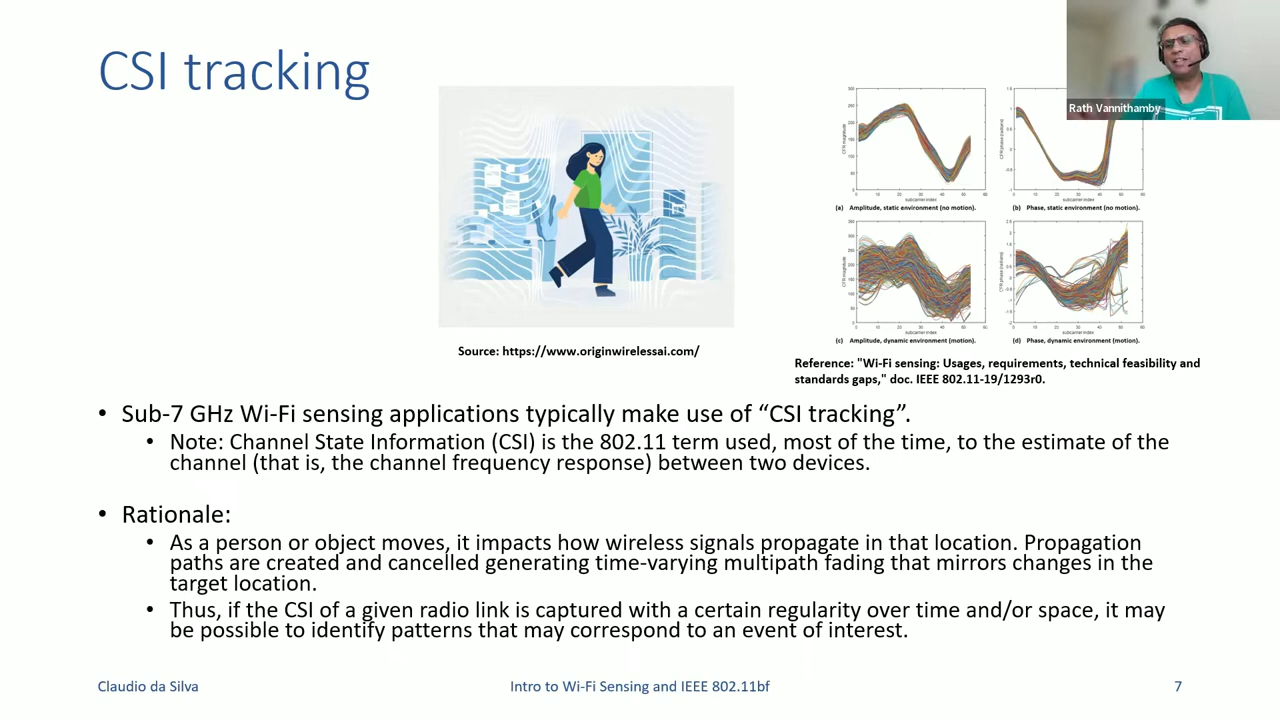 CSI tracking
Rath Vannithamby
(a) Amplitude, static environment (no motion).
(b) Phase, static environment (no motion).
(c) Amplitude, dynamic environment (motion).
(d) Phase, dynamic environment (motion).
Source: https://www.originwirelessai.com/
Reference: "Wi-Fi sensing: Usages, requirements, technical feasibility and
standards gaps," doc. IEEE 802.11-19/1293r0.
• Sub-7 GHz Wi-Fi sensing applications typically make use of “CSI tracking”.
• Note: Channel State Information (CSI) is the 802.11 term used, most of the time, to the estimate of the
channel (that is, the channel frequency response) between two devices.
• Rationale:
• As a person or object moves, it impacts how wireless signals propagate in that location. Propagation
paths are created and cancelled generating time-varying multipath fading that mirrors changes in the
target location.
• Thus, if the CSI of a given radio link is captured with a certain regularity over time and/or space, it may
be possible to identify patterns that may correspond to an event of interest.
Claudio da Silva
Intro to Wi-Fi Sensing and IEEE 802.11bf
7